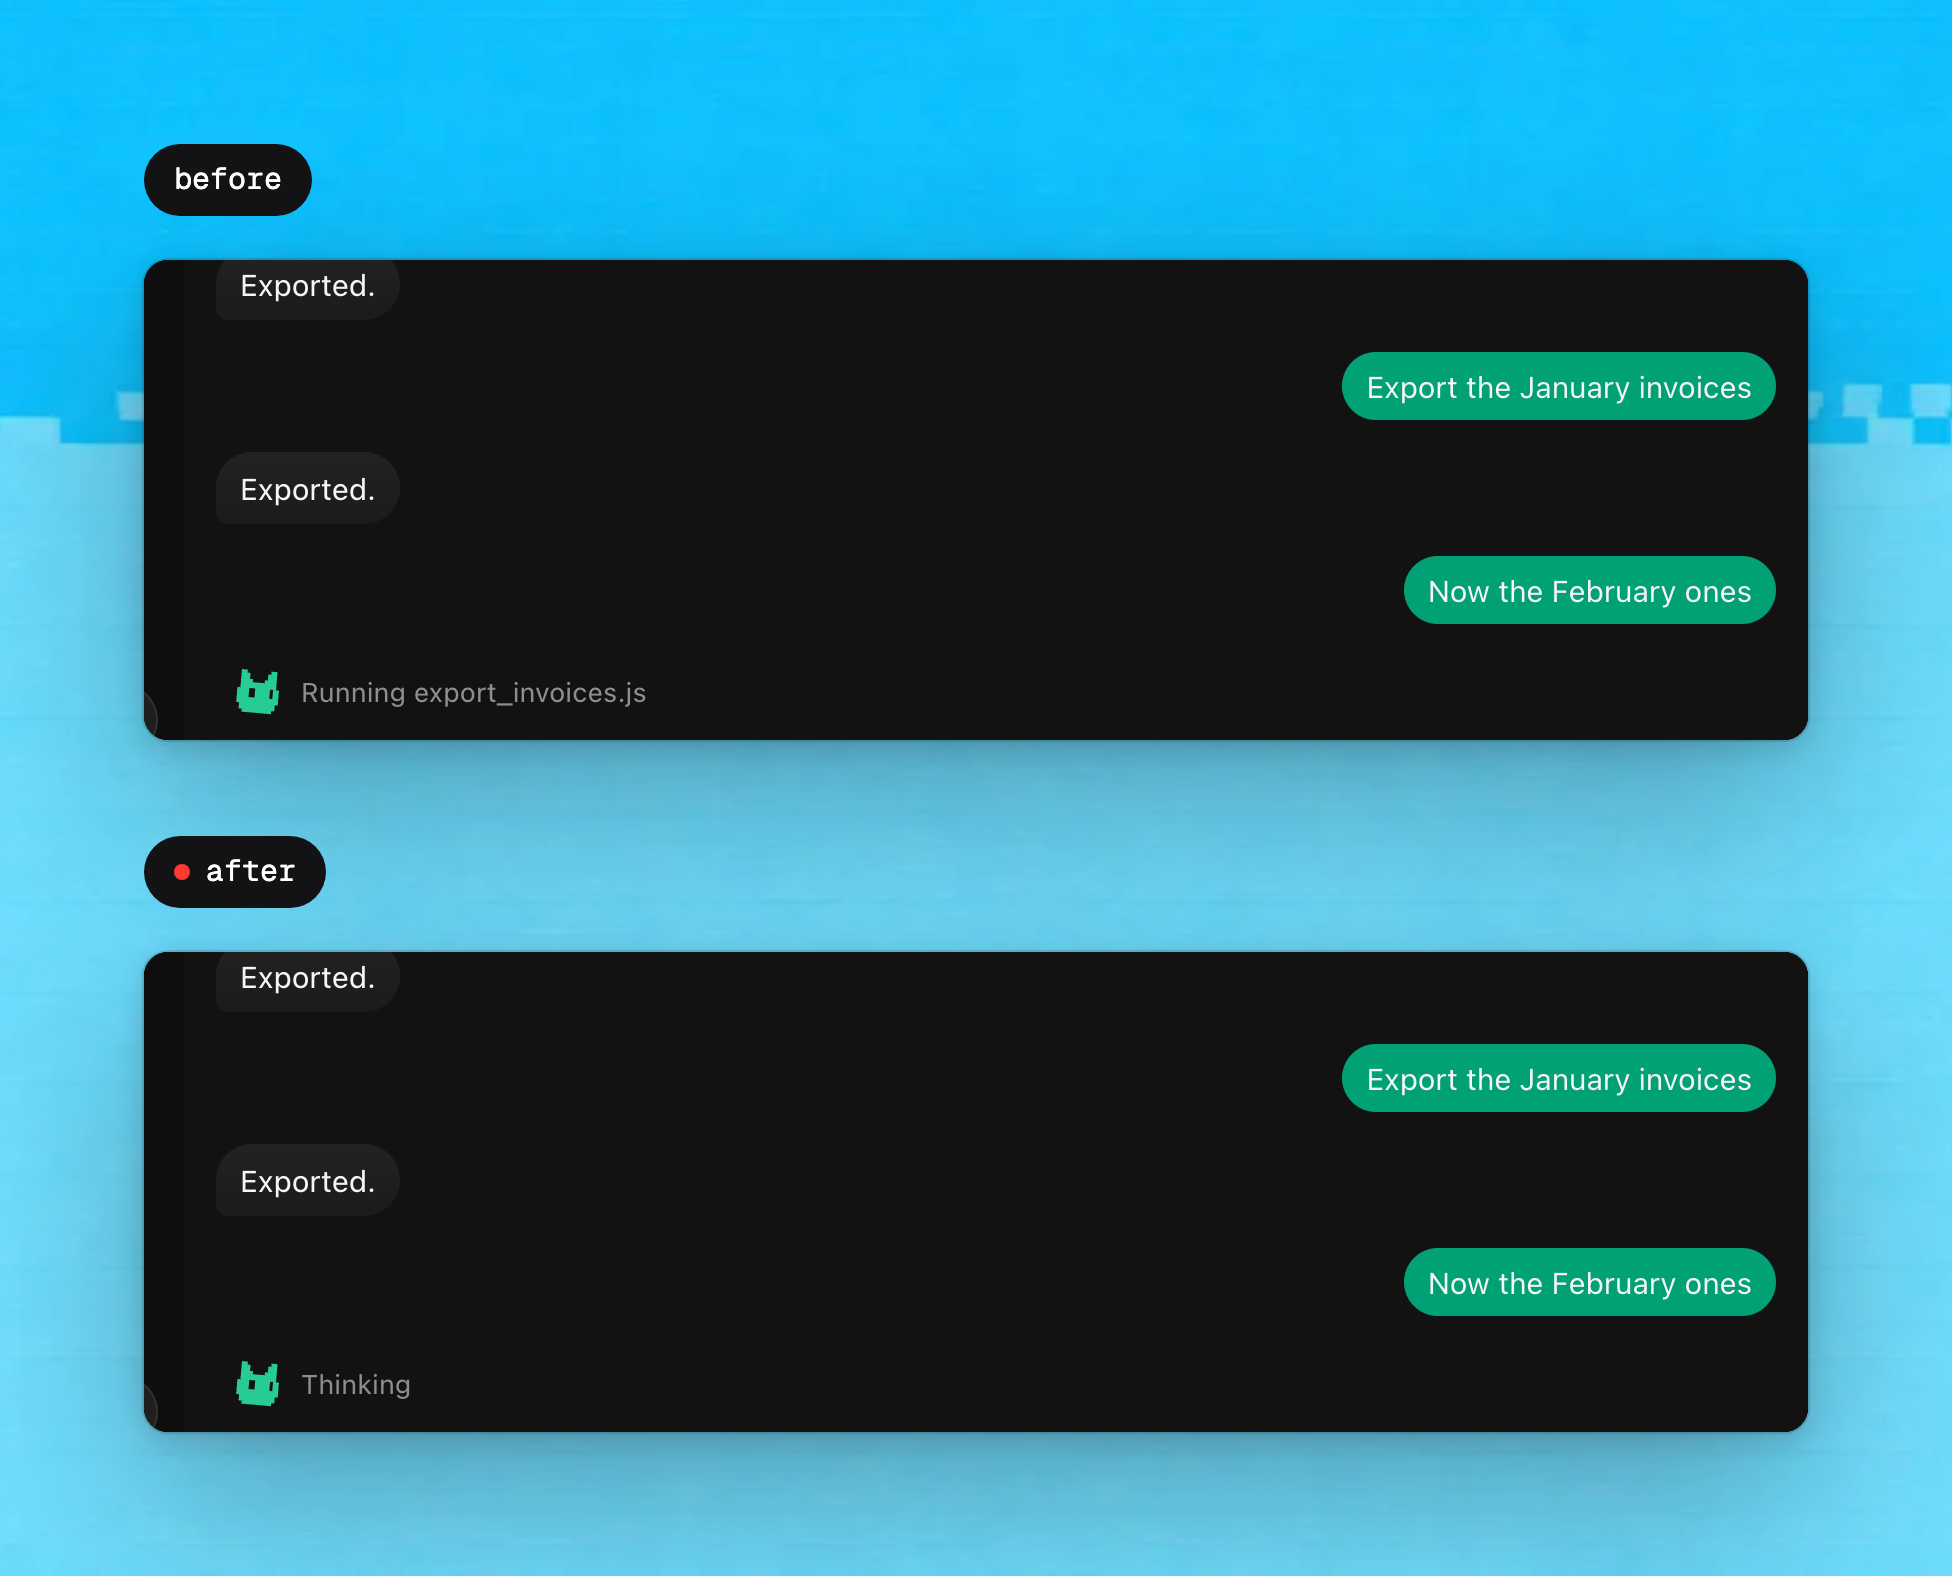 before
Exported.
Export the January invoices
Exported.
Now the February ones
Running export_invoices.js
after
Exported.
Export the January invoices
Exported.
Now the February ones
Thinking